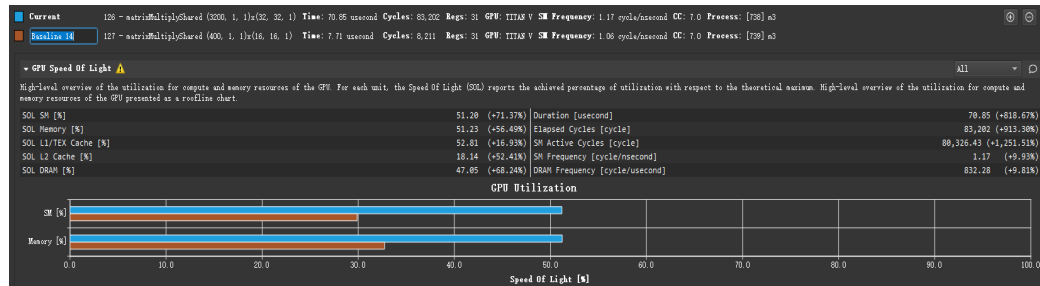 Current 126 - matrixMultiplyShared (3200, 1, 1)x(32, 32, 1) Time: 70.85 usecond Cycles: 83,202 Regs: 31 GPU: TITAN V SM Frequency: 1.17 cycle/nsecond CC: 7.0 Process: [738] m3
Baseline 14 127 - matrixMultiplyShared (400, 1, 1)x(16, 16, 1) Time: 7.71 usecond Cycles: 8,211 Regs: 31 GPU: TITAN V SM Frequency: 1.06 cycle/nsecond CC: 7.0 Process: [739] m3
GPU Speed Of Light All
High-level overview of the utilization for compute and memory resources of the GPU. For each unit, the Speed Of Light (SOL) reports the achieved percentage of utilization with respect to the theoretical maximum. High-level overview of the utilization for compute and
memory resources of the GPU presented as a roofline chart.
SOL SM [%] 51.20 (+71.37%) Duration [usecond] 70.85 (+818.67%)
SOL Memory [%] 51.23 (+56.49%) Elapsed Cycles [cycle] 83,202 (+913.30%)
SOL L1/TEX Cache [%] 52.81 (+16.93%) SM Active Cycles [cycle] 80,326.43 (+1,251.51%)
SOL L2 Cache [%] 18.14 (+52.41%) SM Frequency [cycle/nsecond] 1.17 (+9.93%)
SOL DRAM [%] 47.05 (+68.24%) DRAM Frequency [cycle/usecond] 832.28 (+9.81%)
GPU Utilization
SM [%]
Memory [%]
0.0 10.0 20.0 30.0 40.0 50.0 60.0 70.0 80.0 90.0 100.0
Speed Of Light [%]